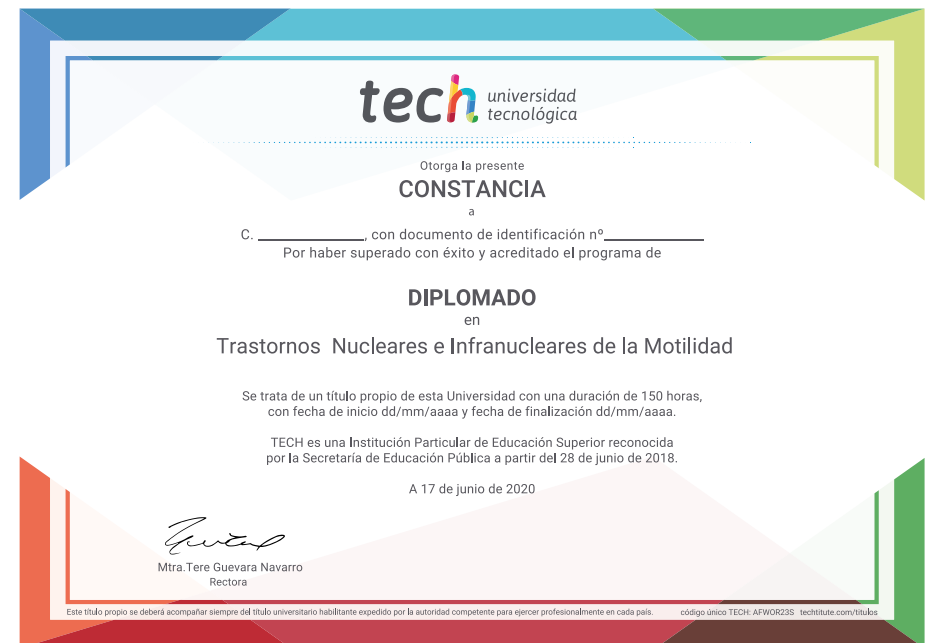 tech universidad
tecnológica
Otorga la presente
CONSTANCIA
a
C. ____________, con documento de identificación nº____________
Por haber superado con éxito y acreditado el programa de
DIPLOMADO
en
Trastornos Nucleares e Infranucleares de la Motilidad
Se trata de un título propio de esta Universidad con una duración de 150 horas,
con fecha de inicio dd/mm/aaaa y fecha de finalización dd/mm/aaaa.
TECH es una Institución Particular de Educación Superior reconocida
por la Secretaría de Educación Pública a partir del 28 de junio de 2018.
A 17 de junio de 2020
Mtra.Tere Guevara Navarro
Rectora
Este título propio se deberá acompañar siempre del título universitario habilitante expedido por la autoridad competente para ejercer profesionalmente en cada país. código único TECH: AFWOR23S techtitute.com/titulos